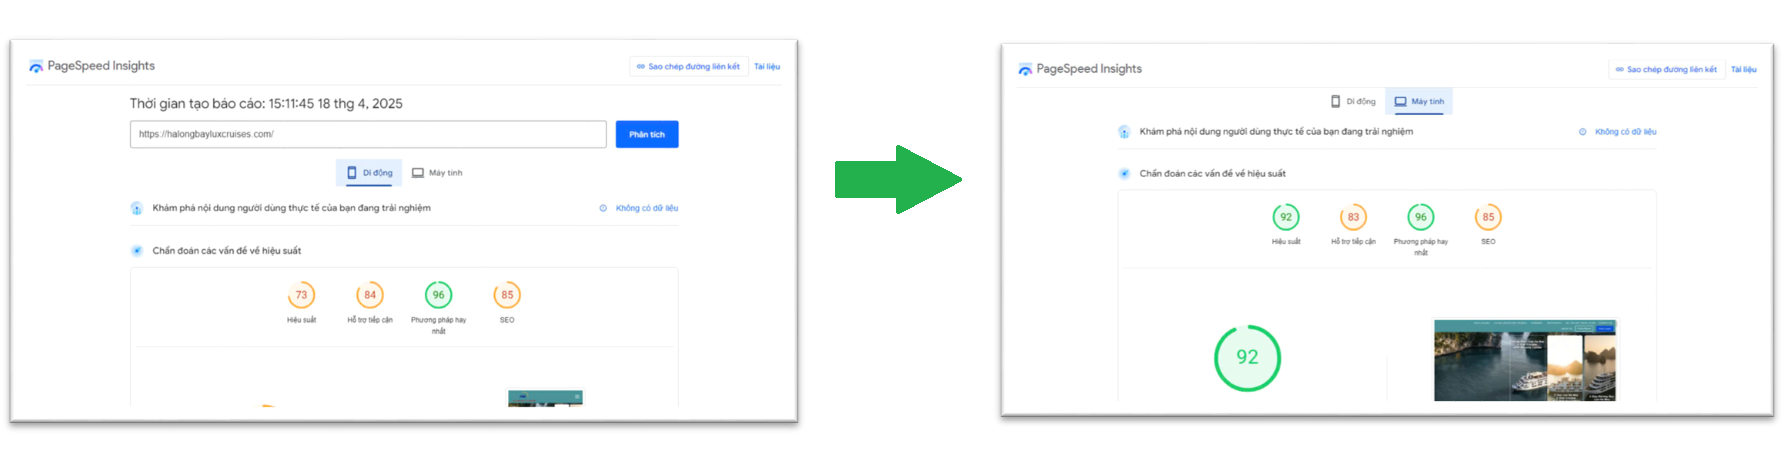 PageSpeed Insights
Sao chép đường liên kết
Tài liệu
Thời gian tạo báo cáo: 15:11:45 18 thg 4, 2025
https://halongbayluxcruises.com/
Phân tích
Di động
Máy tính
Khám phá nội dung người dùng thực tế của bạn đang trải nghiệm
Không có dữ liệu
Chẩn đoán các vấn đề về hiệu suất
73
84
96
85
Hiệu suất
Hỗ trợ tiếp cận
Phương pháp hay
nhất
SEO
PageSpeed Insights
Sao chép đường liên kết
Tài liệu
Di động
Máy tính
Khám phá nội dung người dùng thực tế của bạn đang trải nghiệm
Không có dữ liệu
Chẩn đoán các vấn đề về hiệu suất
92
83
96
85
Hiệu suất
Hỗ trợ tiếp cận
Phương pháp hay
nhất
SEO
92